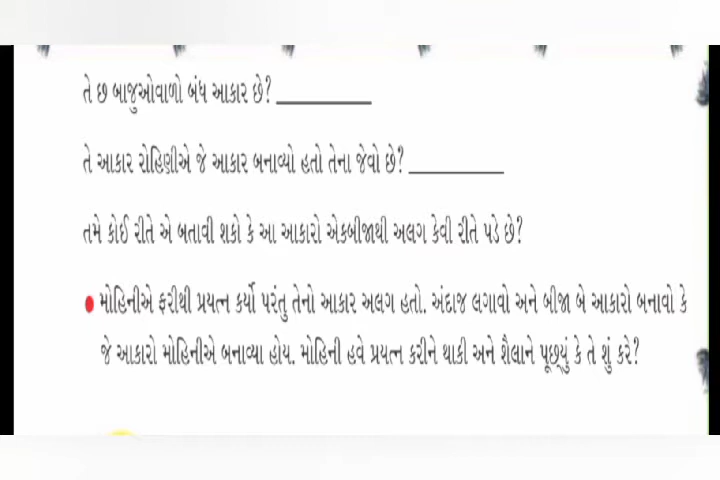 તે છ બાજુઓવાળો બંધ આકાર છે? ________
તે આકાર રોહિણીએ જે આકાર બનાવ્યો હતો તેના જેવો છે? ________
તમે કોઈ રીતે એ બતાવી શકો કે આ આકારો એકબીજાથી અલગ કેવી રીતે પડે છે?
● મોહિનીએ ફરીથી પ્રયત્ન કર્યો પરંતુ તેનો આકાર અલગ હતો. અંદાજ લગાવો અને બીજા બે આકારો બનાવો કે
જે આકારો મોહિનીએ બનાવ્યા હોય. મોહિની હવે પ્રયત્ન કરીને થાકી અને શૈલાને પૂછ્યું કે તે શું કરે?